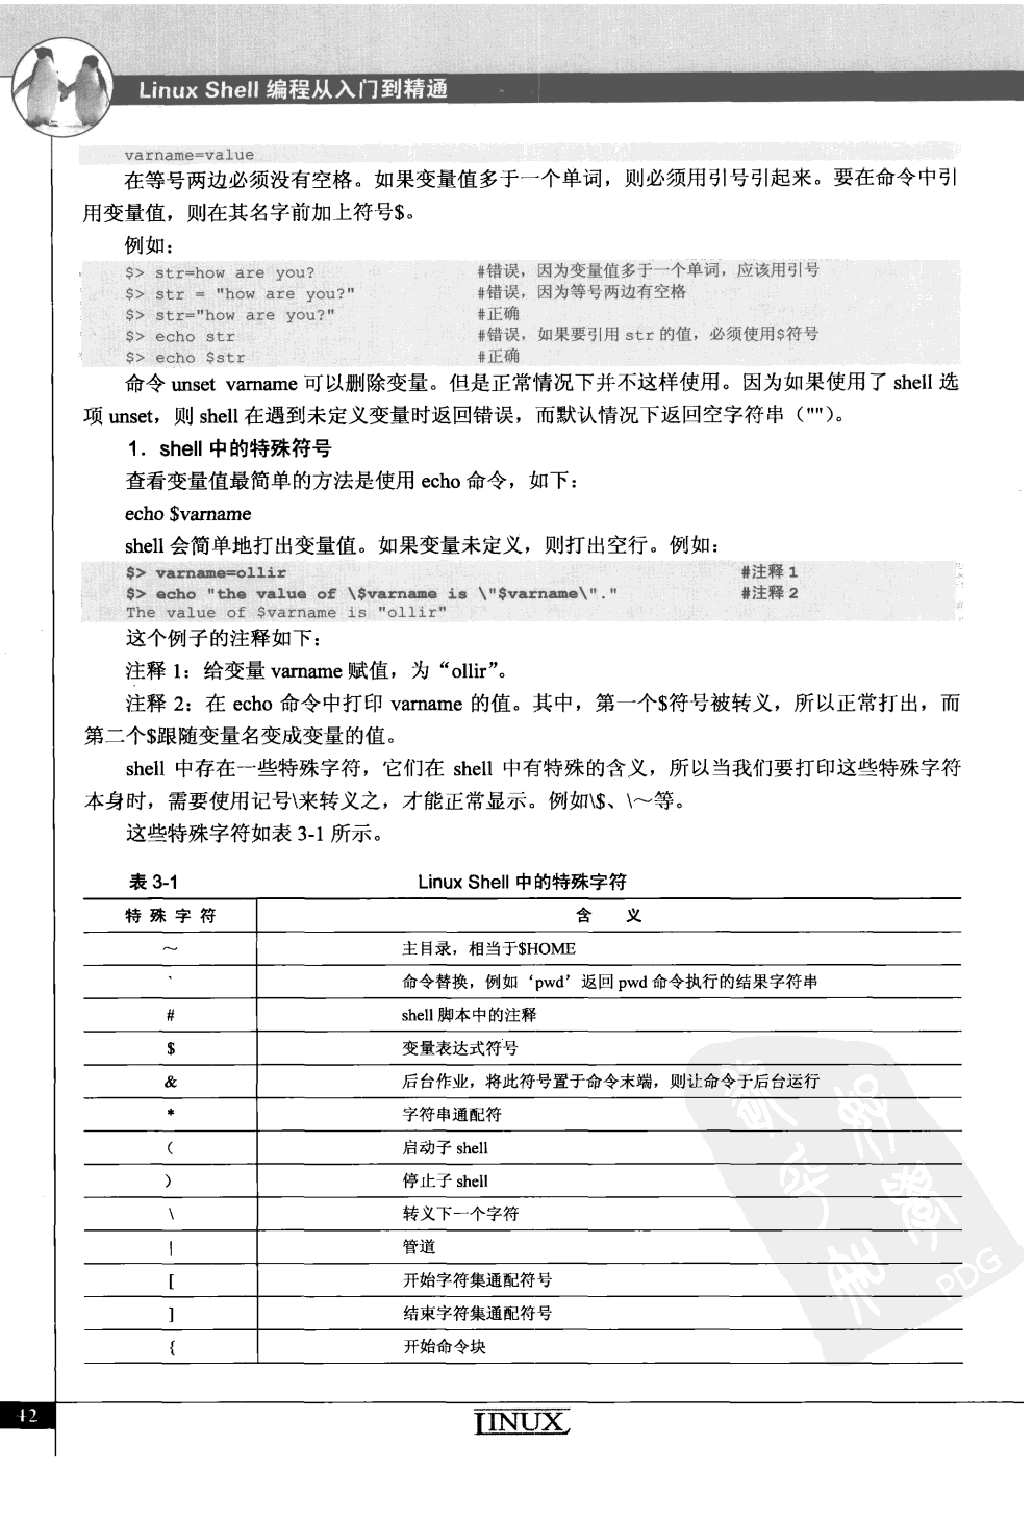 Linux Shell 编程从入门到精通
varname=value
在等号两边必须没有空格。如果变量值多于一个单词，则必须用引号引起来。要在命令中引
用变量值，则在其名字前加上符号$。
例如：
$> str=how are you? #错误，因为变量值多于一个单词，应该用引号
$> str = "how are you?" #错误，因为等号两边有空格
$> str="how are you?" #正确
$> echo str #错误，如果要引用 str 的值，必须使用$符号
$> echo $str #正确
命令 unset varname 可以删除变量。但是正常情况下并不这样使用。因为如果使用了 shell 选
项 unset，则 shell 在遇到未定义变量时返回错误，而默认情况下返回空字符串（""）。
1．shell 中的特殊符号
查看变量值最简单的方法是使用 echo 命令，如下：
echo $varname
shell 会简单地打出变量值。如果变量未定义，则打出空行。例如：
$> varname=ollir #注释 1
$> echo "the value of \$varname is \"$varname\"." #注释 2
The value of $varname is "ollir"
这个例子的注释如下：
注释 1：给变量 varname 赋值，为“ollir”。
注释 2：在 echo 命令中打印 varname 的值。其中，第一个$符号被转义，所以正常打出，而
第二个$跟随变量名变成变量的值。
shell 中存在一些特殊字符，它们在 shell 中有特殊的含义，所以当我们要打印这些特殊字符
本身时，需要使用记号\来转义之，才能正常显示。例如\$、\～等。
这些特殊字符如表 3-1 所示。
表 3-1 Linux Shell 中的特殊字符
特 殊 字 符 含 义
～ 主目录，相当于$HOME
` 命令替换，例如‘pwd’返回 pwd 命令执行的结果字符串
# shell 脚本中的注释
$ 变量表达式符号
& 后台作业，将此符号置于命令末端，则让命令于后台运行
* 字符串通配符
( 启动子 shell
) 停止子 shell
\ 转义下一个字符
| 管道
[ 开始字符集通配符号
] 结束字符集通配符号
{ 开始命令块
PDG
42
LINUX